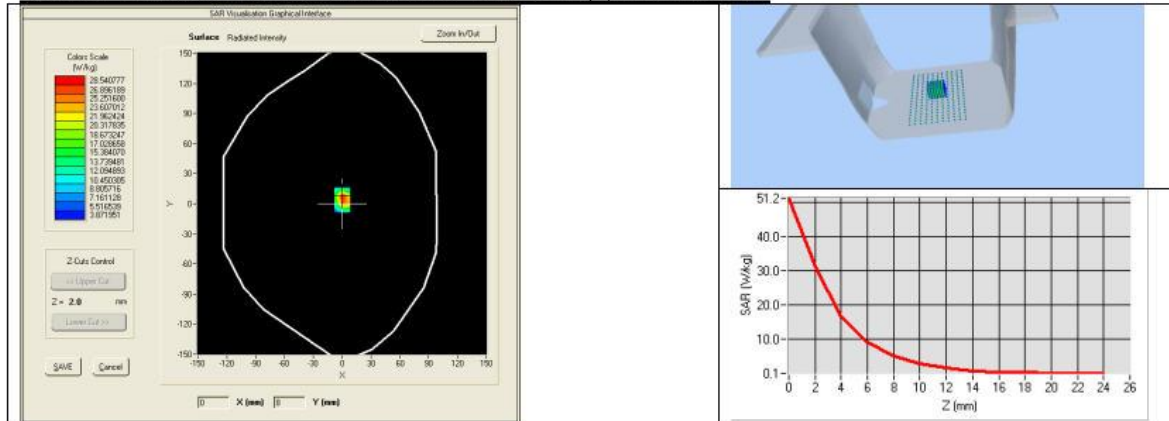 SAR Visualisation Graphical Interface
Surface Radiated Intensity
Zoom In/Out
Colors Scale
(W/kg)
28.540777
26.896189
25.251600
23.607012
21.962424
20.317835
18.673247
17.028658
15.384070
13.739481
12.094893
10.450305
8.805716
7.161128
5.516539
3.871951
Z-Cuts Control
<< Upper Cut
Z = 2.0 mm
Lower Cut >>
SAVE Cancel
150
120
90
60
30
0
-30
-60
-90
-120
-150
Y
-150 -120 -90 -60 -30 0 30 60 90 120 150
X
0 X (mm) 8 Y (mm)
51.2
40.0
30.0
20.0
10.0
0.1
SAR (W/kg)
0 2 4 6 8 10 12 14 16 18 20 22 24 26
Z (mm)